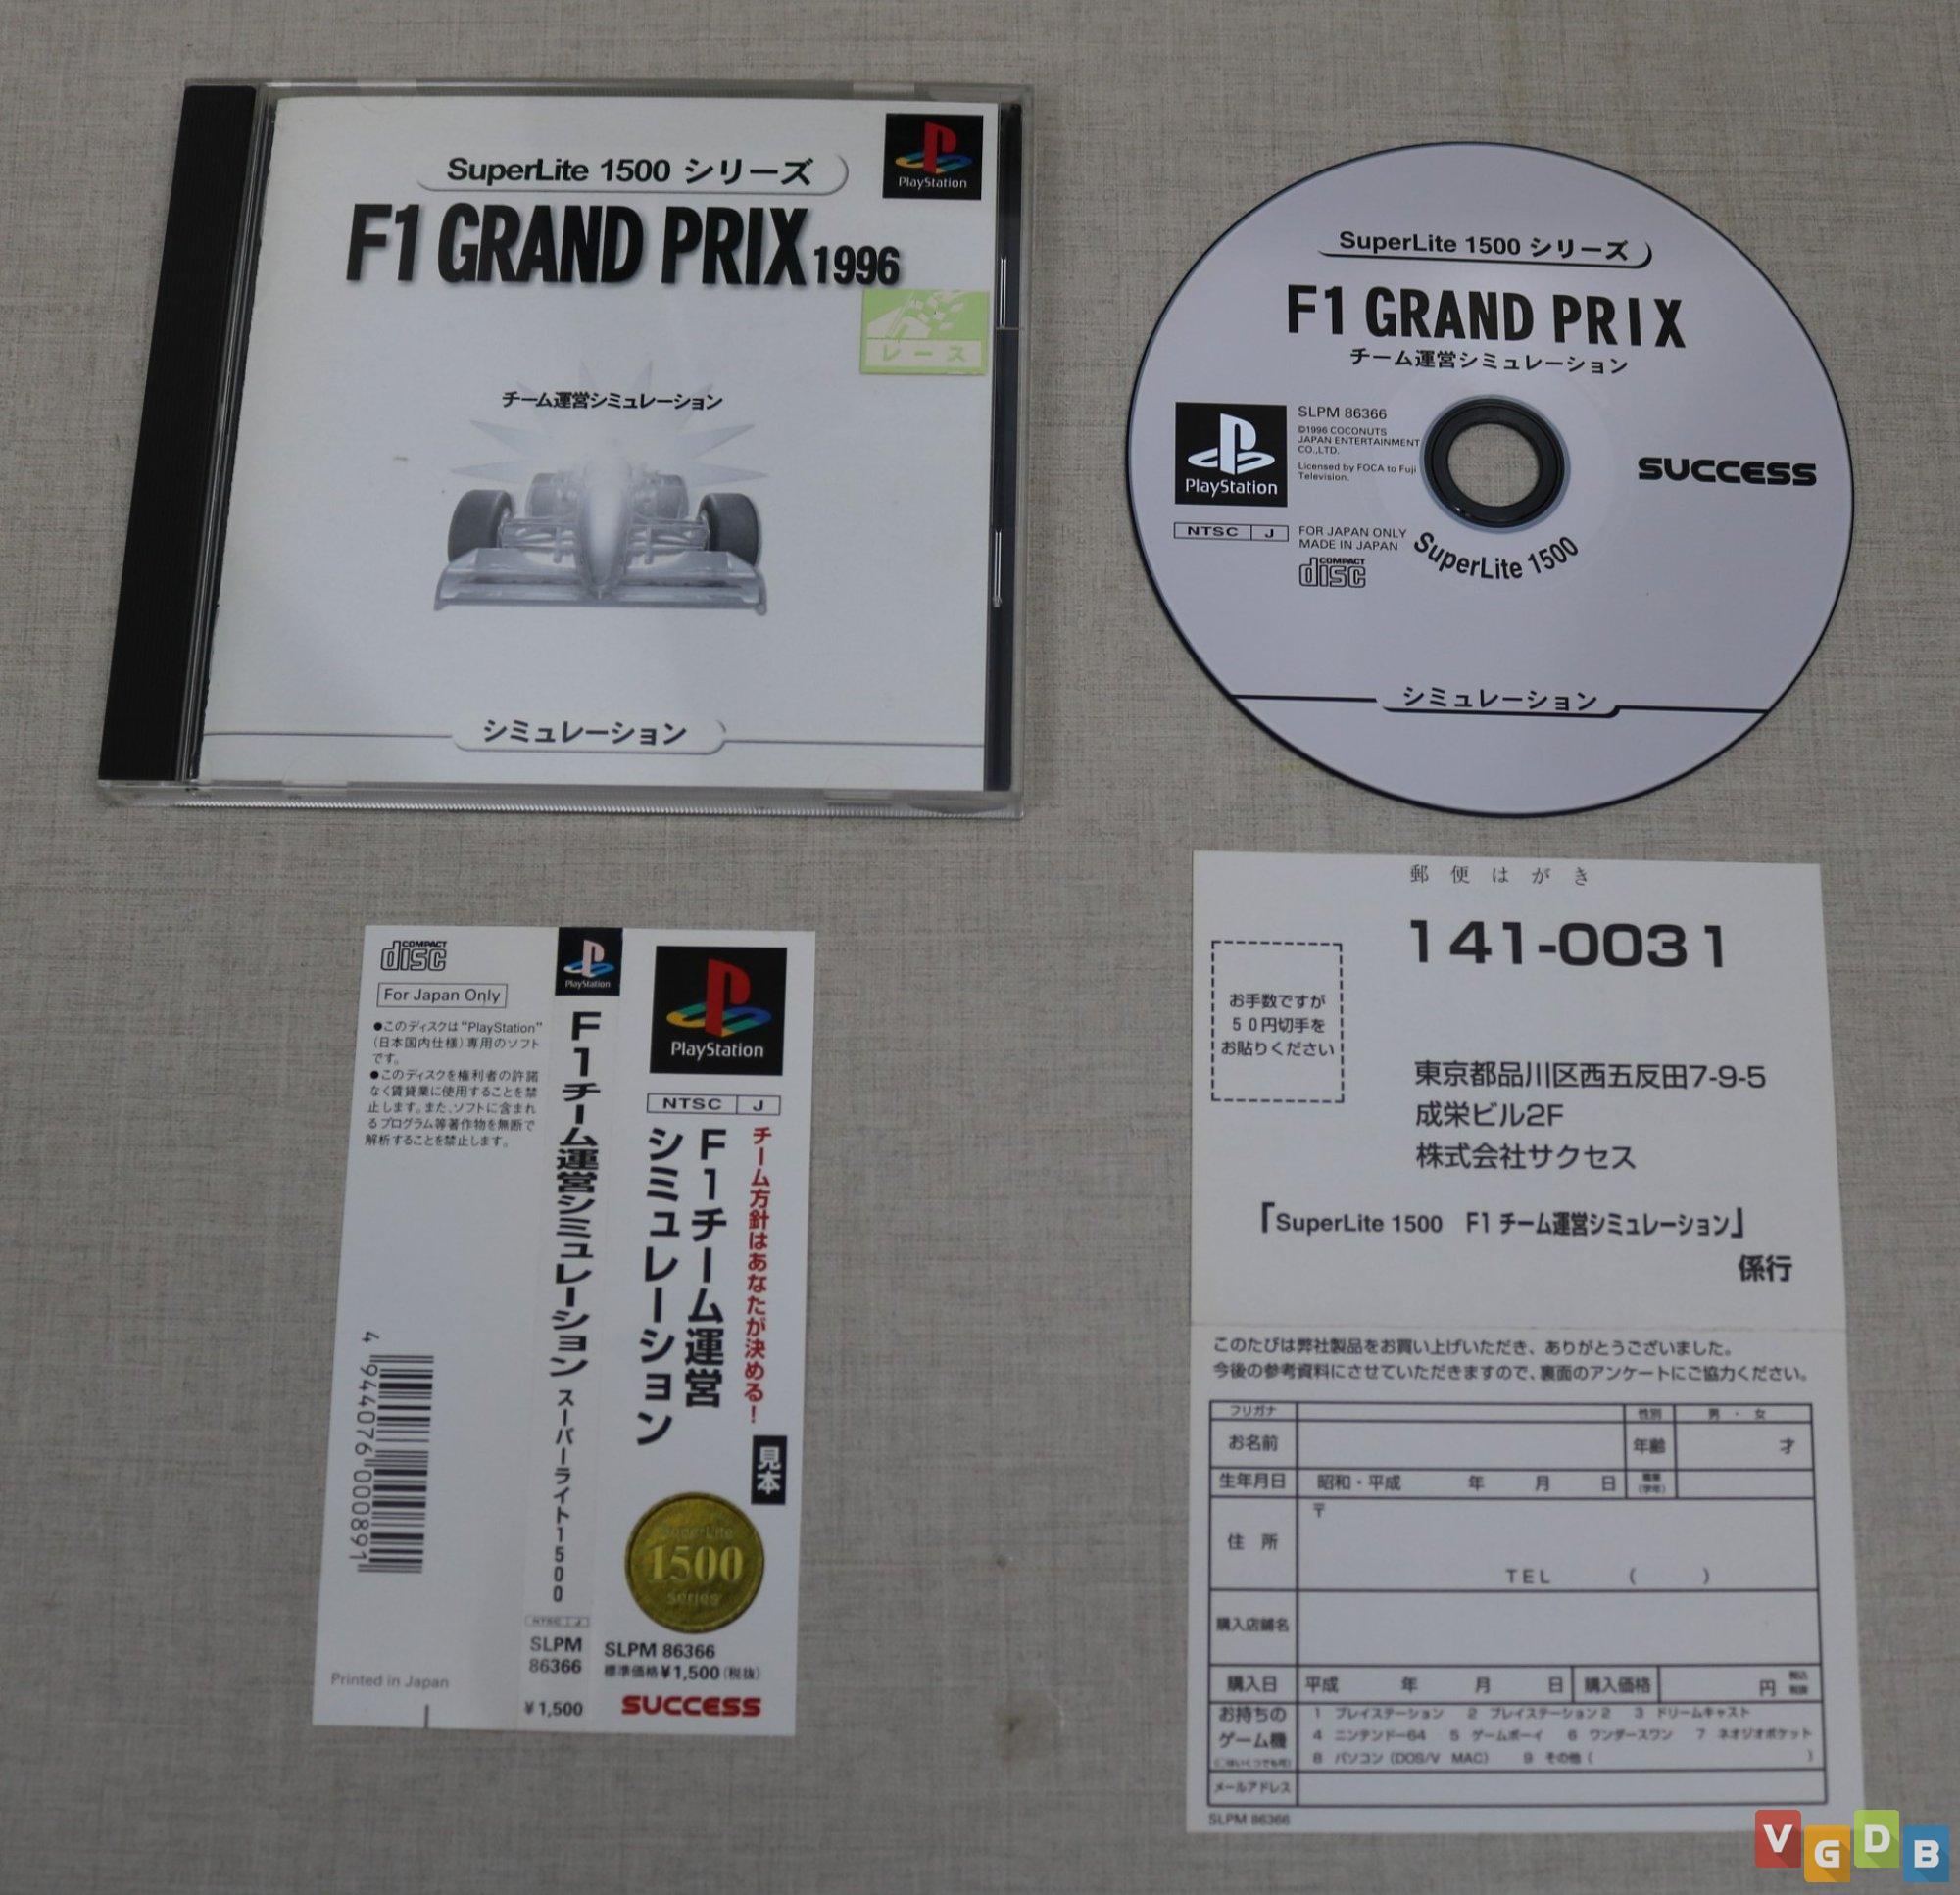 SuperLite 1500 シリーズ
PlayStation
F1 GRAND PRIX 1996
レース
チーム運営シミュレーション
シミュレーション
SuperLite 1500 シリーズ
F1 GRAND PRIX
チーム運営シミュレーション
PlayStation
SLPM 86366
©1996 COCONUTS
JAPAN ENTERTAINMENT
CO.,LTD.
Licensed by FOCA to Fuji
Television.
SUCCESS
NTSC J
FOR JAPAN ONLY
MADE IN JAPAN
COMPACT
disc
SuperLite 1500
シミュレーション
COMPACT
disc
For Japan Only
●このディスクは“PlayStation”
(日本国内仕様)専用のソフト
です。
●このディスクを権利者の許諾
なく賃貸業に使用することを禁
止します。また、ソフトに含まれ
るプログラム等著作物を無断で
解析することを禁止します。
4 944076 000891
Printed in Japan
PlayStation
F1チーム運営シミュレーション スーパーライト1500
NTSC J
SLPM
86366
¥1,500
PlayStation
NTSC J
チーム方針はあなたが決める!
F1チーム運営
シミュレーション
見本
SuperLite
1500
series
SLPM 86366
標準価格¥1,500(税抜)
SUCCESS
郵便はがき
141-0031
お手数ですが
50円切手を
お貼りください
東京都品川区西五反田7-9-5
成栄ビル2F
株式会社サクセス
「SuperLite 1500 F1 チーム運営シミュレーション」
係行
このたびは弊社製品をお買い上げいただき、ありがとうございました。
今後の参考資料にさせていただきますので、裏面のアンケートにご協力ください。
フリガナ 性別 男・女
お名前 年齢 才
生年月日 昭和・平成 年 月 日 職業 (学年)
住所 〒
TEL ( )
購入店舗名
購入日 平成 年 月 日 購入価格 円 税込 税抜
お持ちの 1 プレイステーション 2 プレイステーション2 3 ドリームキャスト
ゲーム機 4 ニンテンドー64 5 ゲームボーイ 6 ワンダースワン 7 ネオジオポケット
8 パソコン(DOS/V MAC) 9 その他( )
メールアドレス
SLPM 86366
VGDB